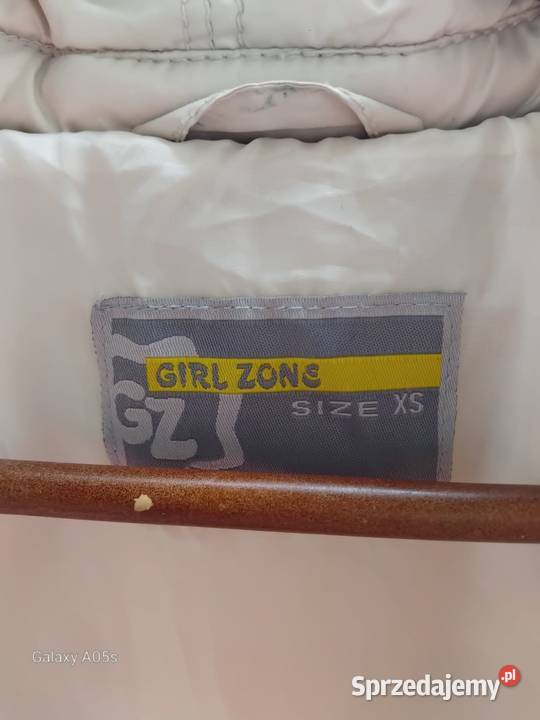 GIRL ZONE
SIZE XS
GZ
Galaxy A05s
Sprzedajemy.pl